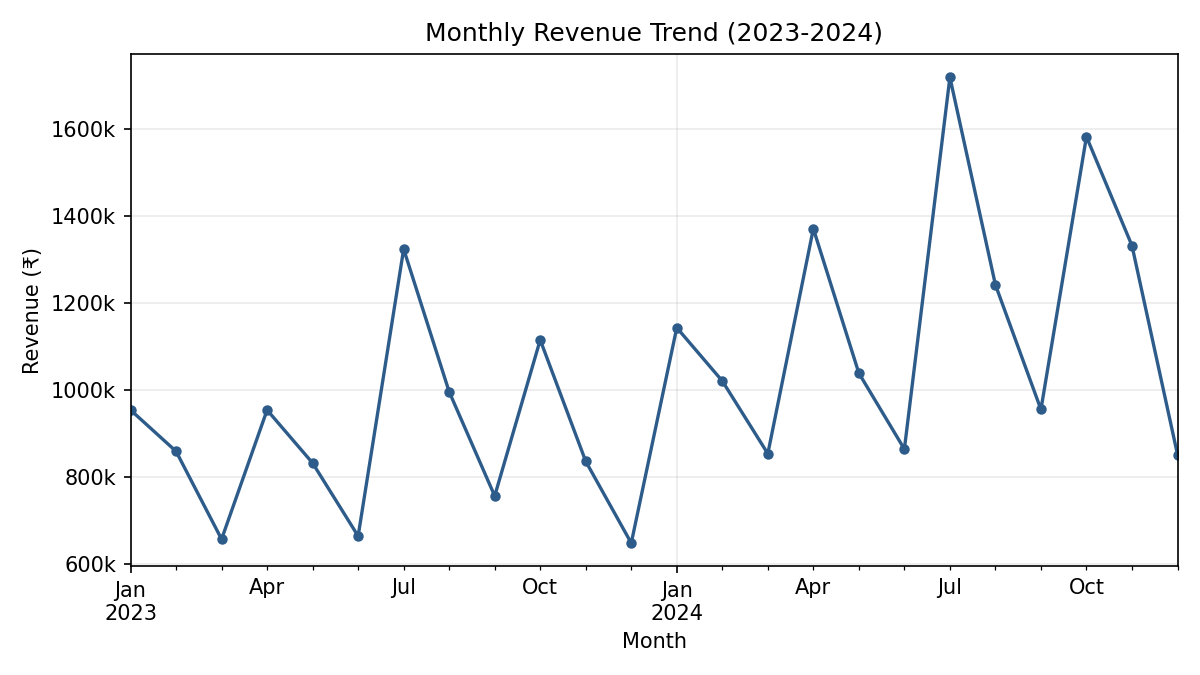 Monthly Revenue Trend (2023-2024)
Revenue (₹)
1600k
1400k
1200k
1000k
800k
600k
Jan Apr Jul Oct Jan Apr Jul Oct
2023 2024
Month